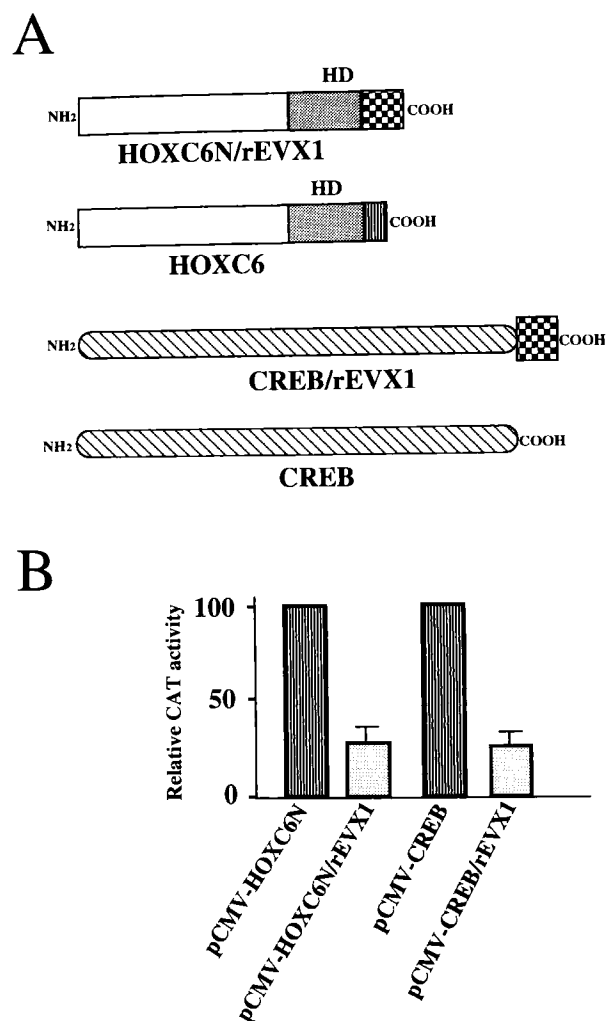 A
HD
NH2 COOH
HOXC6N/rEVX1
HD
NH2 COOH
HOXC6
NH2 COOH
CREB/rEVX1
NH2 COOH
CREB
B
Relative CAT activity
100
50
0
pCMV-HOXC6N
pCMV-HOXC6N/rEVX1
pCMV-CREB
pCMV-CREB/rEVX1